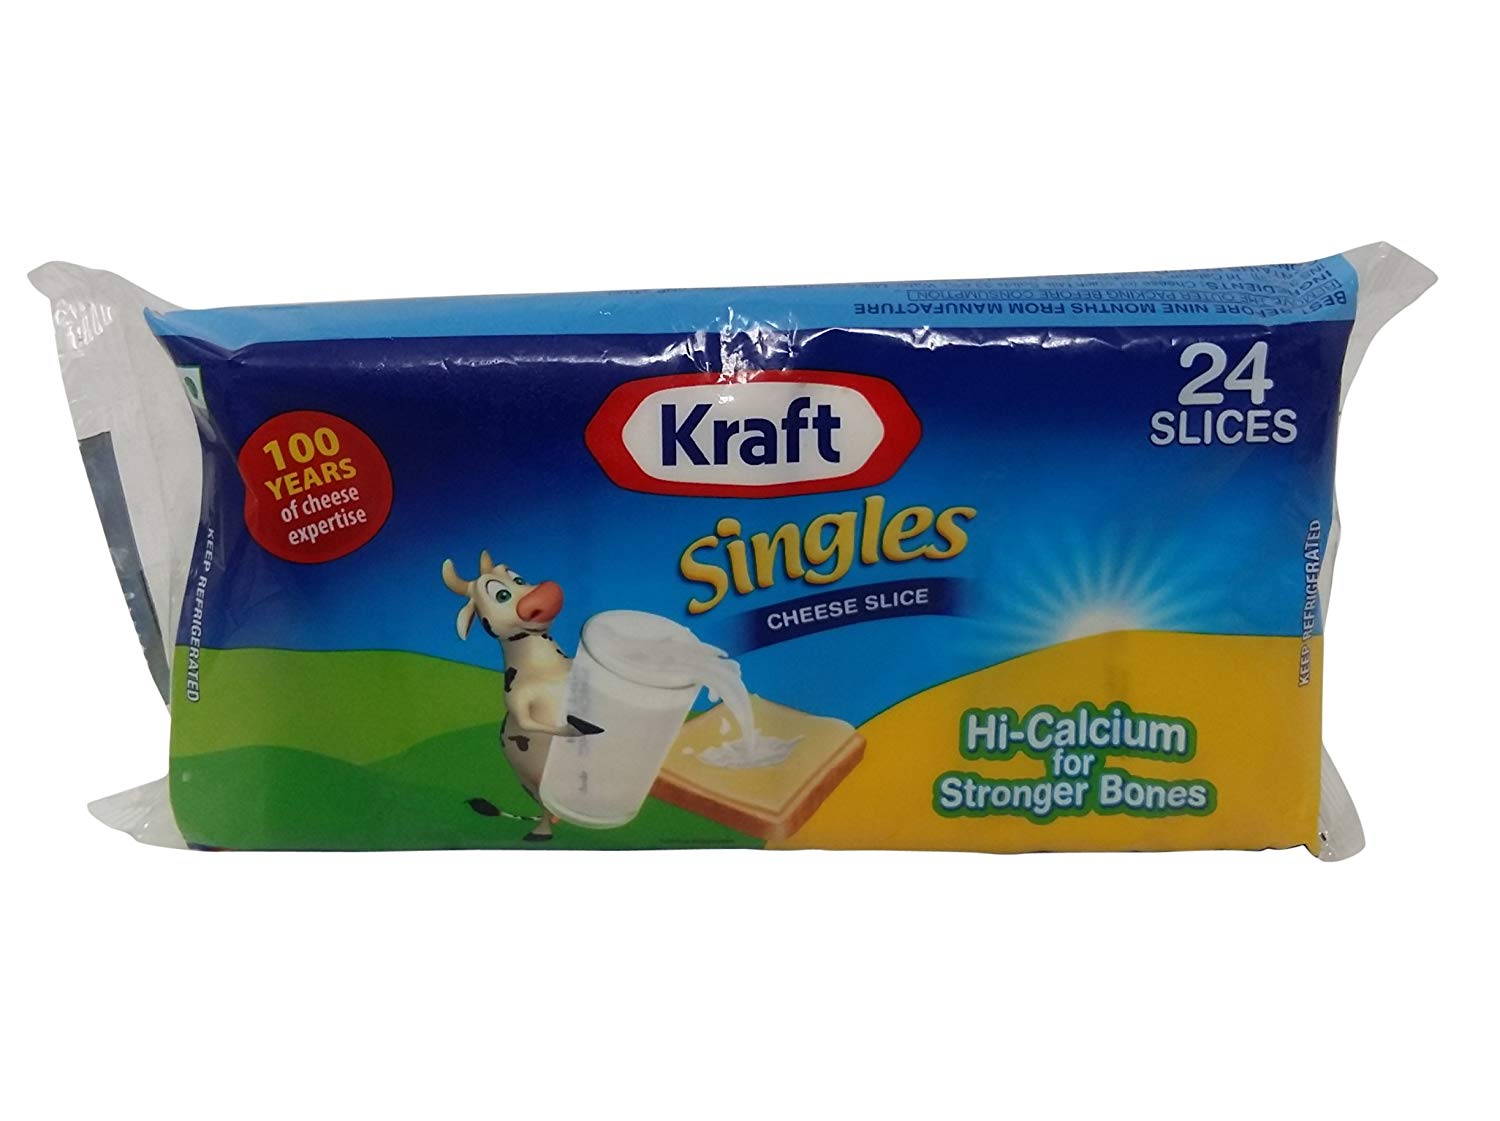 BEST BEFORE NINE MONTHS FROM MANUFACTURE
REMOVE THE OUTER PACKING BEFORE CONSUMPTION
INGREDIENTS:
24
SLICES
Kraft
100
YEARS
of cheese
expertise
Singles
CHEESE SLICE
KEEP REFRIGERATED
KEEP REFRIGERATED
Hi-Calcium
for
Stronger Bones